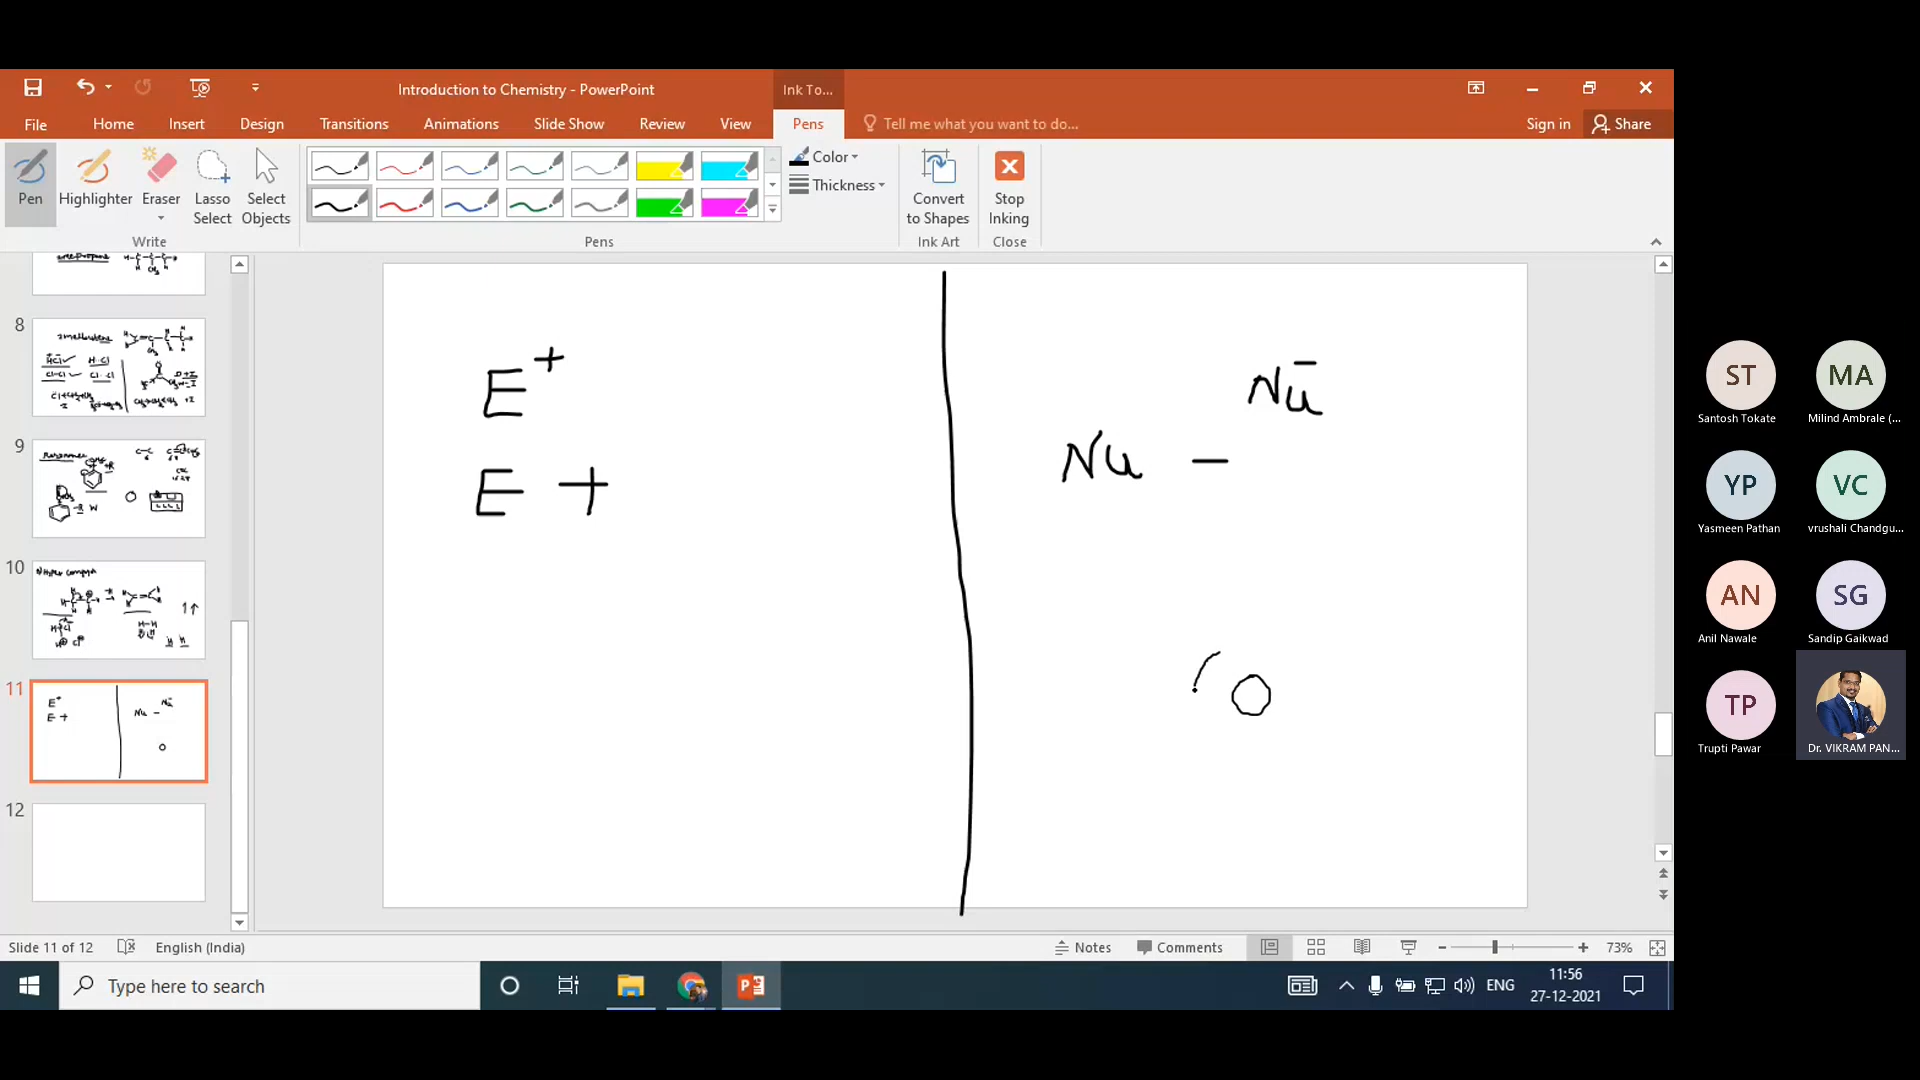 Introduction to Chemistry - PowerPoint
Ink To...
File Home Insert Design Transitions Animations Slide Show Review View Pens Tell me what you want to do... Sign in Share
Pen Highlighter Eraser Lasso Select Select Objects
Color
Thickness
Convert to Shapes
Stop Inking
Write Pens Ink Art Close
8
9
10
11
12
E+
E +
Nu-
Nu -
O
ST
Santosh Tokate
MA
Milind Ambrale (...
YP
Yasmeen Pathan
VC
vrushali Chandgu...
AN
Anil Nawale
SG
Sandip Gaikwad
TP
Trupti Pawar
Dr. VIKRAM PAN...
Slide 11 of 12 English (India) Notes Comments 73%
Type here to search
ENG
11:56
27-12-2021